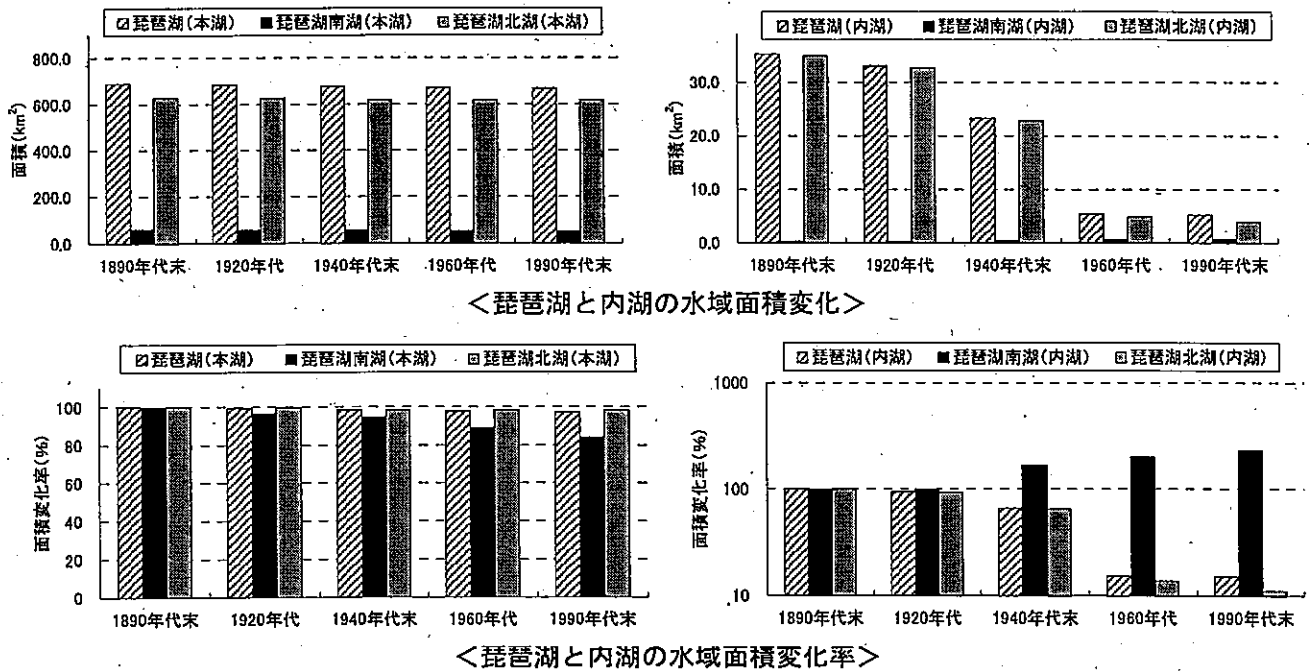 琵琶湖(本湖) 琵琶湖南湖(本湖) 琵琶湖北湖(本湖)
面積(km²)
800.0
600.0
400.0
200.0
0.0
1890年代末 1920年代 1940年代末 1960年代 1990年代末
琵琶湖(内湖) 琵琶湖南湖(内湖) 琵琶湖北湖(内湖)
面積(km²)
30.0
20.0
10.0
0.0
1890年代末 1920年代 1940年代末 1960年代 1990年代末
＜琵琶湖と内湖の水域面積変化＞
琵琶湖(本湖) 琵琶湖南湖(本湖) 琵琶湖北湖(本湖)
面積変化率(%)
100
80
60
40
20
0
1890年代末 1920年代 1940年代末 1960年代 1990年代末
琵琶湖(内湖) 琵琶湖南湖(内湖) 琵琶湖北湖(内湖)
面積変化率(%)
1000
100
10
1890年代末 1920年代 1940年代末 1960年代 1990年代末
＜琵琶湖と内湖の水域面積変化率＞